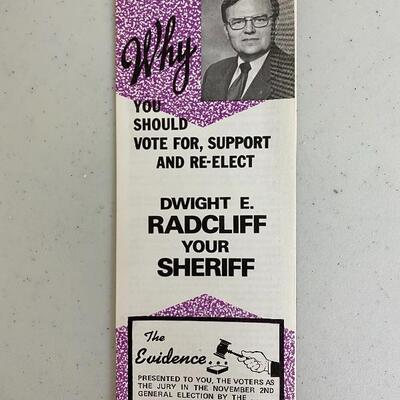 Why
YOU
SHOULD
VOTE FOR, SUPPORT
AND RE-ELECT
DWIGHT E.
RADCLIFF
YOUR
SHERIFF
The
Evidence...
PRESENTED TO YOU, THE VOTERS AS
THE JURY IN THE NOVEMBER 2ND
GENERAL ELECTION BY THE